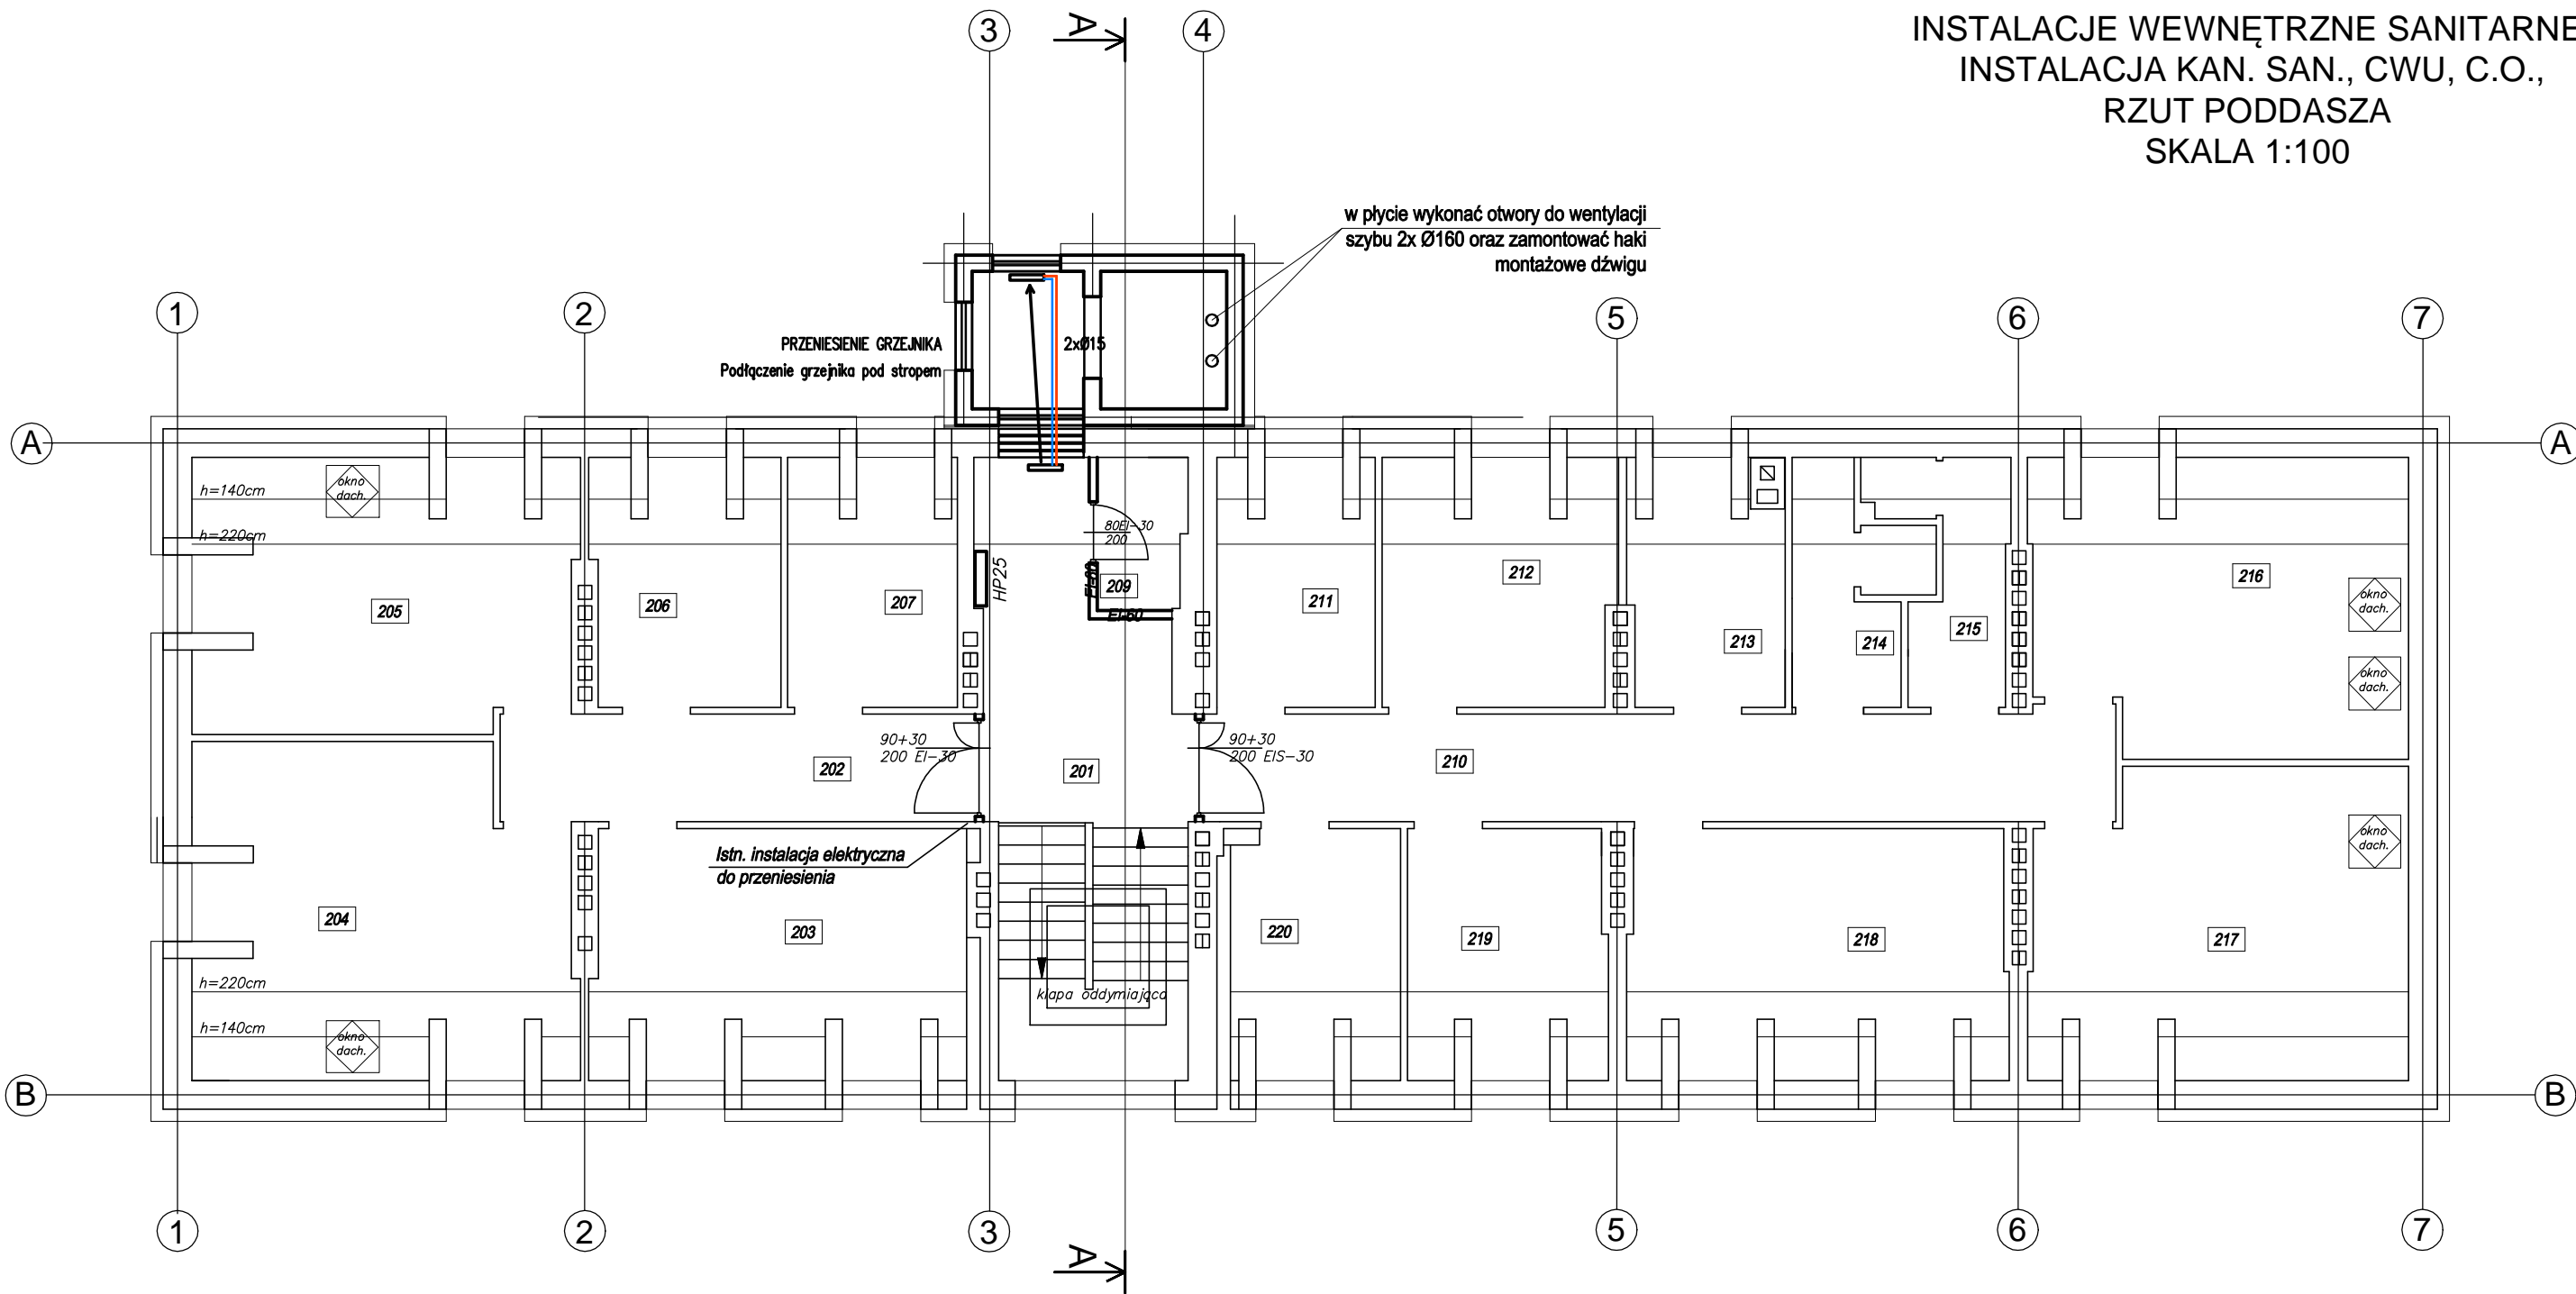 INSTALACJE WEWNĘTRZNE SANITARNE
INSTALACJA KAN. SAN., CWU, C.O.,
RZUT PODDASZA
SKALA 1:100
3
A
4
w płycie wykonać otwory do wentylacji
szybu 2x Ø160 oraz zamontować haki
montażowe dźwigu
1
2
5
6
7
PRZENIESIENIE GRZEJNIKA
2xØ15
Podłączenie grzejnika pod stropem
A
A
h=140cm
okno
dach.
h=220cm
80EI-30
200
HP25
EI-60
209
EI-60
205
206
207
211
212
213
214
215
216
okno
dach.
okno
dach.
90+30
200 EI-30
90+30
200 EIS-30
202
201
210
Istn. instalacja elektryczna
do przeniesienia
okno
dach.
204
203
220
219
218
217
h=220cm
klapa oddymiająca
h=140cm
okno
dach.
B
B
1
2
3
5
6
7
A